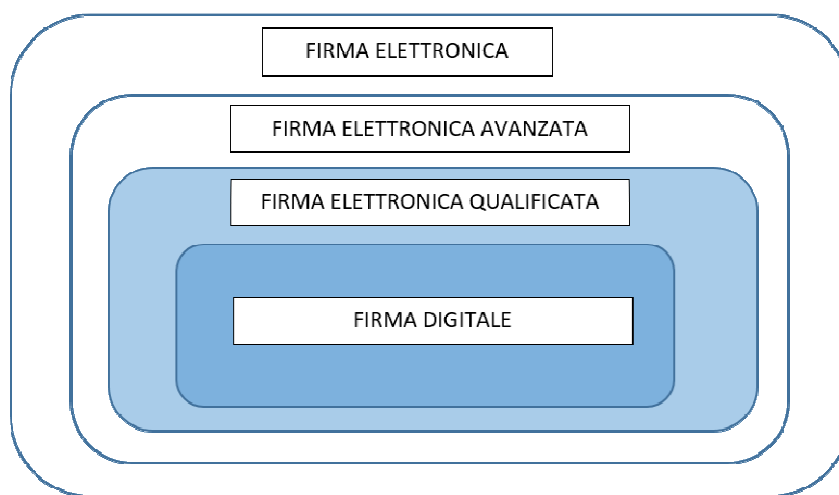 FIRMA ELETTRONICA
FIRMA ELETTRONICA AVANZATA
FIRMA ELETTRONICA QUALIFICATA
FIRMA DIGITALE